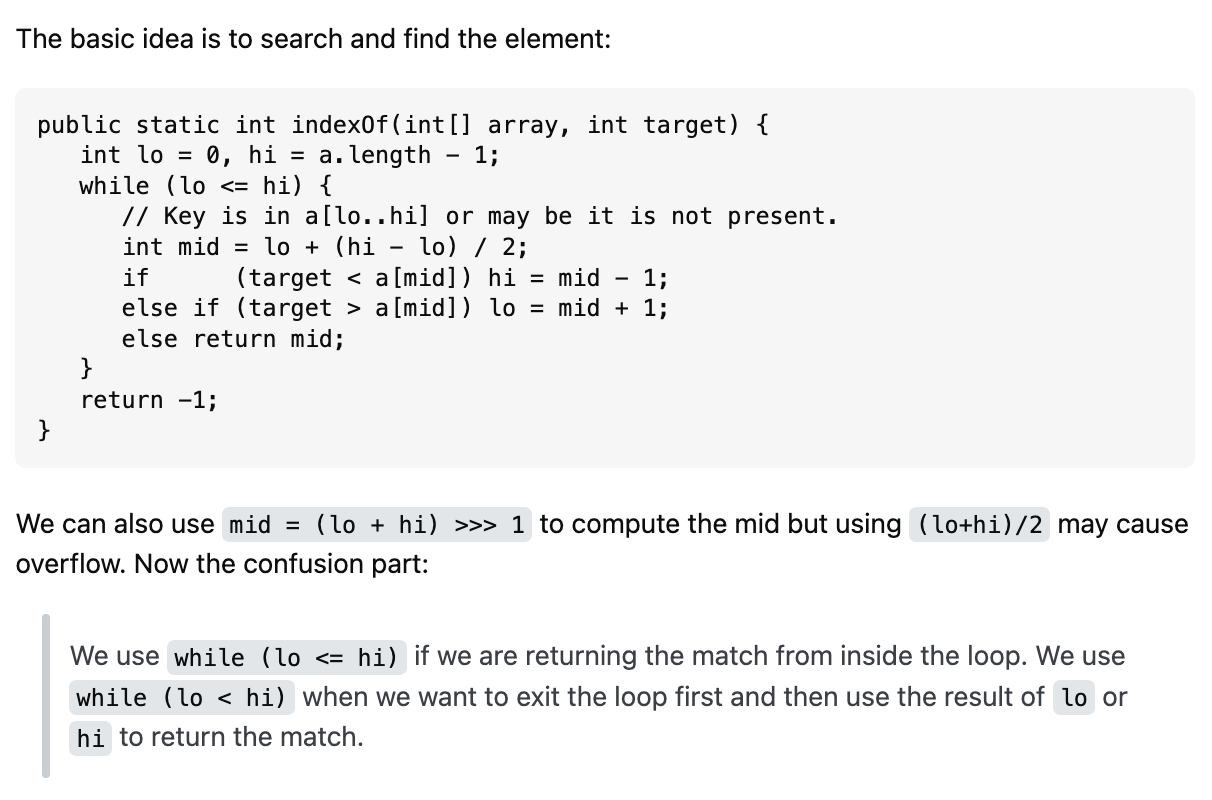 The basic idea is to search and find the element:
public static int indexOf(int[] array, int target) {
   int lo = 0, hi = a.length - 1;
   while (lo <= hi) {
      // Key is in a[lo..hi] or may be it is not present.
      int mid = lo + (hi - lo) / 2;
      if      (target < a[mid]) hi = mid - 1;
      else if (target > a[mid]) lo = mid + 1;
      else return mid;
   }
   return -1;
}
We can also use mid = (lo + hi) >>> 1 to compute the mid but using (lo+hi)/2 may cause
overflow. Now the confusion part:
We use while (lo <= hi) if we are returning the match from inside the loop. We use
while (lo < hi) when we want to exit the loop first and then use the result of lo or
hi to return the match.